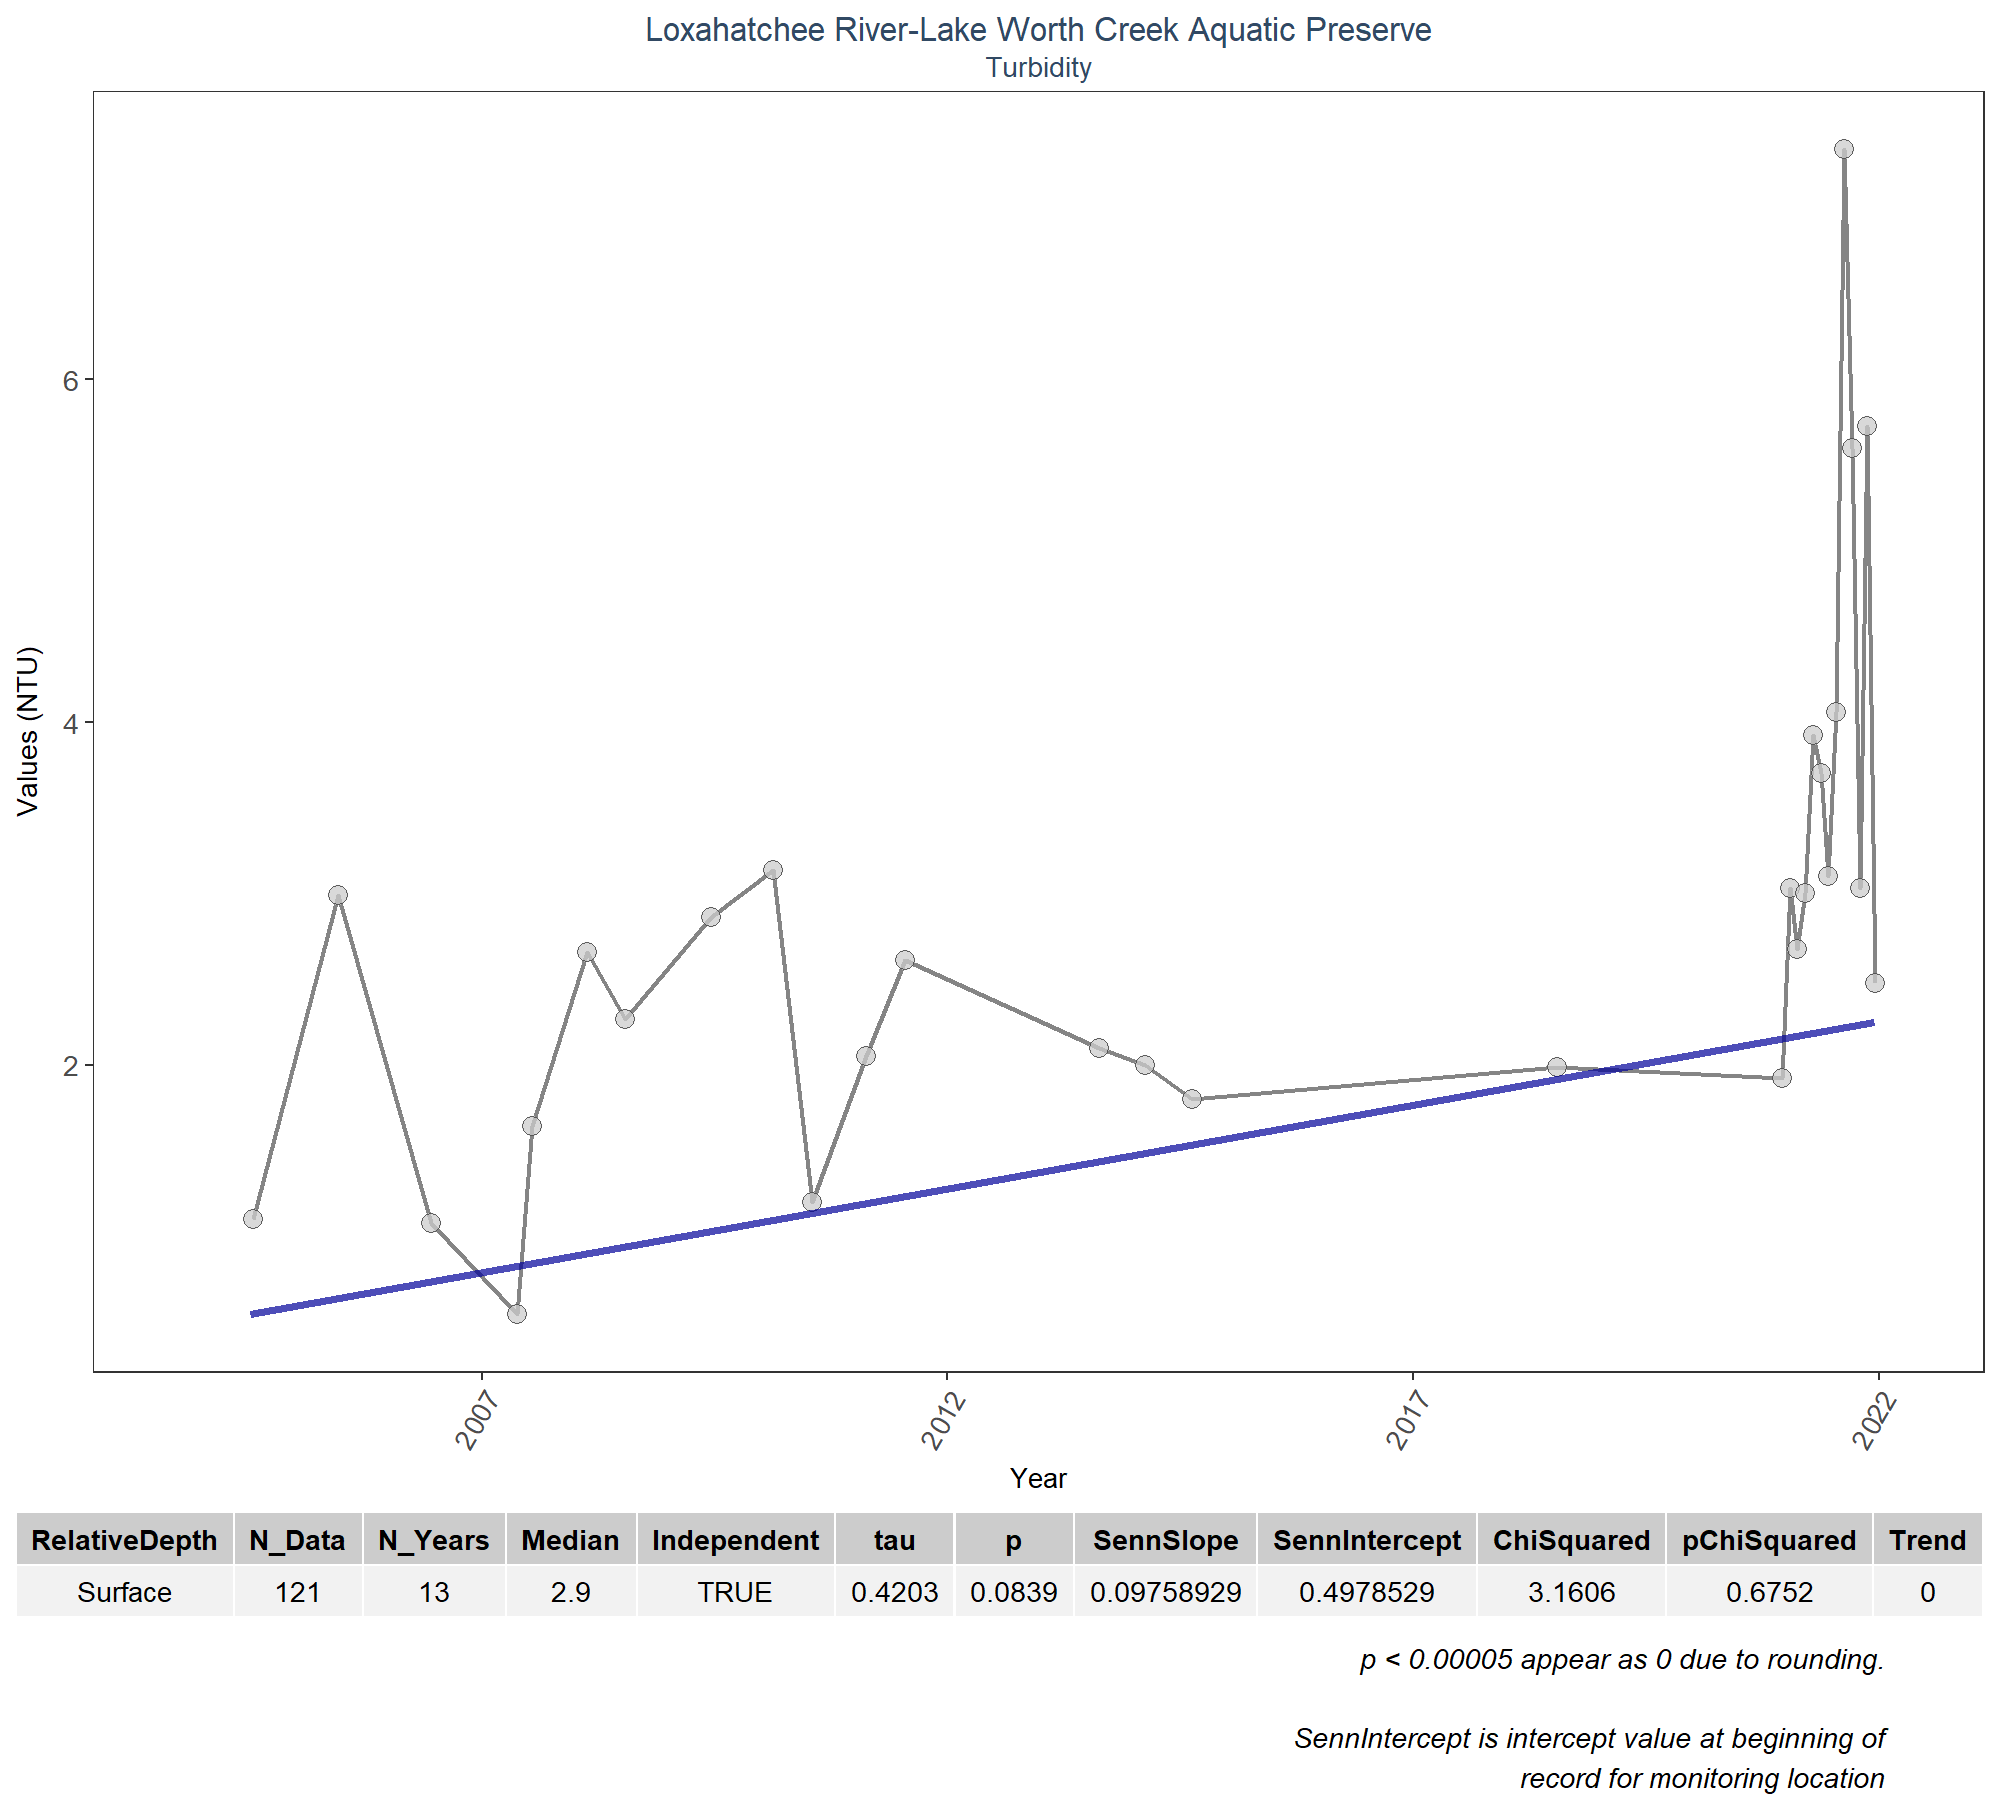 Loxahatchee River-Lake Worth Creek Aquatic Preserve
Turbidity
Values (NTU)
6
4
2
2007 2012 2017 2022
Year
RelativeDepth N_Data N_Years Median Independent tau p SennSlope SennIntercept ChiSquared pChiSquared Trend
Surface 121 13 2.9 TRUE 0.4203 0.0839 0.09758929 0.4978529 3.1606 0.6752 0
p < 0.00005 appear as 0 due to rounding.
SennIntercept is intercept value at beginning of
record for monitoring location